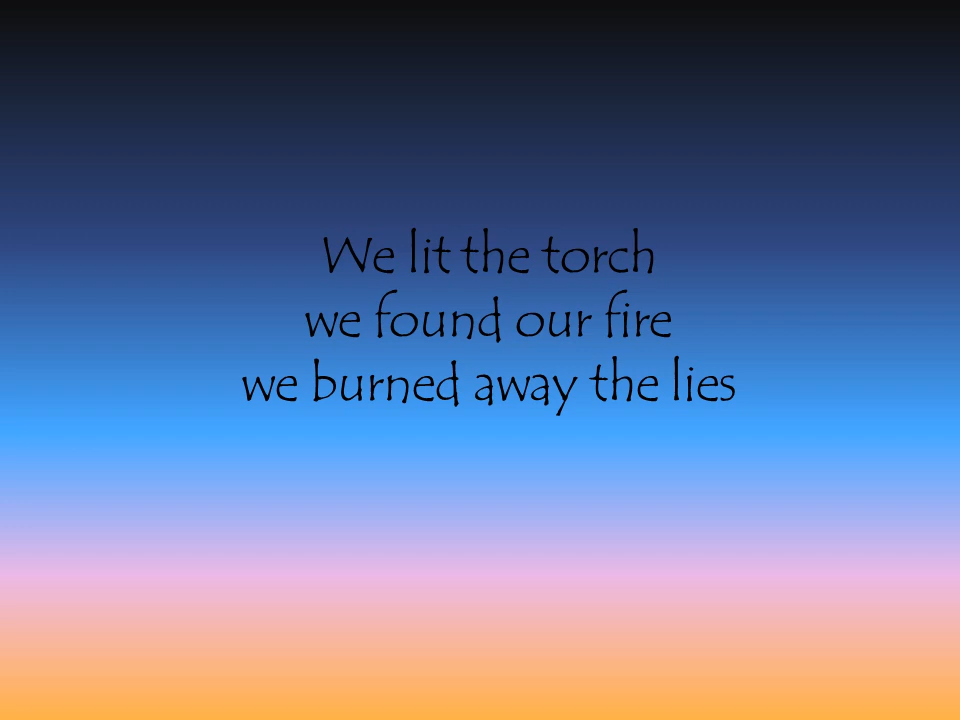 We lit the torch
we found our fire
we burned away the lies